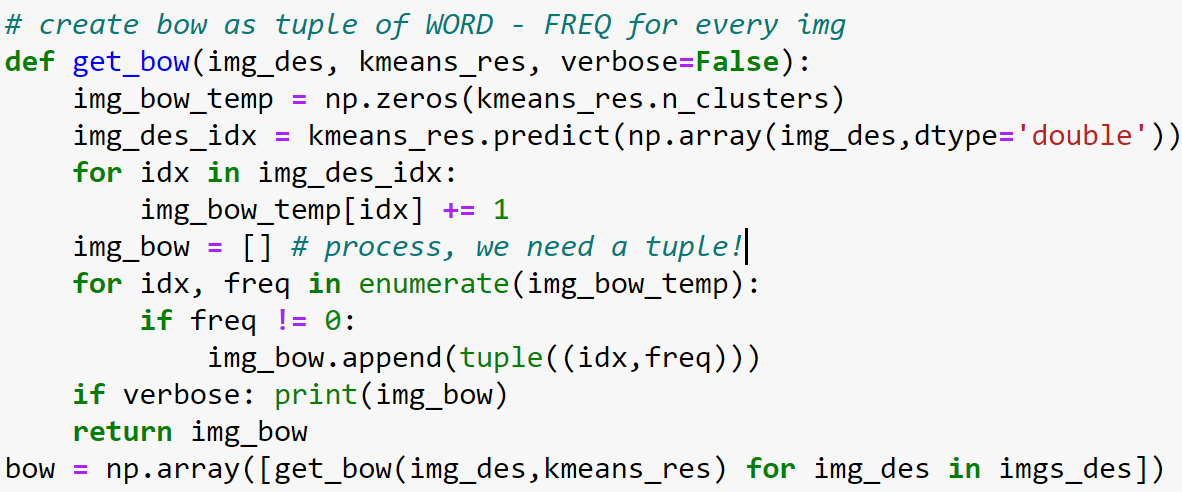 # create bow as tuple of WORD - FREQ for every img
def get_bow(img_des, kmeans_res, verbose=False):
    img_bow_temp = np.zeros(kmeans_res.n_clusters)
    img_des_idx = kmeans_res.predict(np.array(img_des,dtype='double'))
    for idx in img_des_idx:
        img_bow_temp[idx] += 1
    img_bow = [] # process, we need a tuple!
    for idx, freq in enumerate(img_bow_temp):
        if freq != 0:
            img_bow.append(tuple((idx,freq)))
    if verbose: print(img_bow)
    return img_bow
bow = np.array([get_bow(img_des,kmeans_res) for img_des in imgs_des])